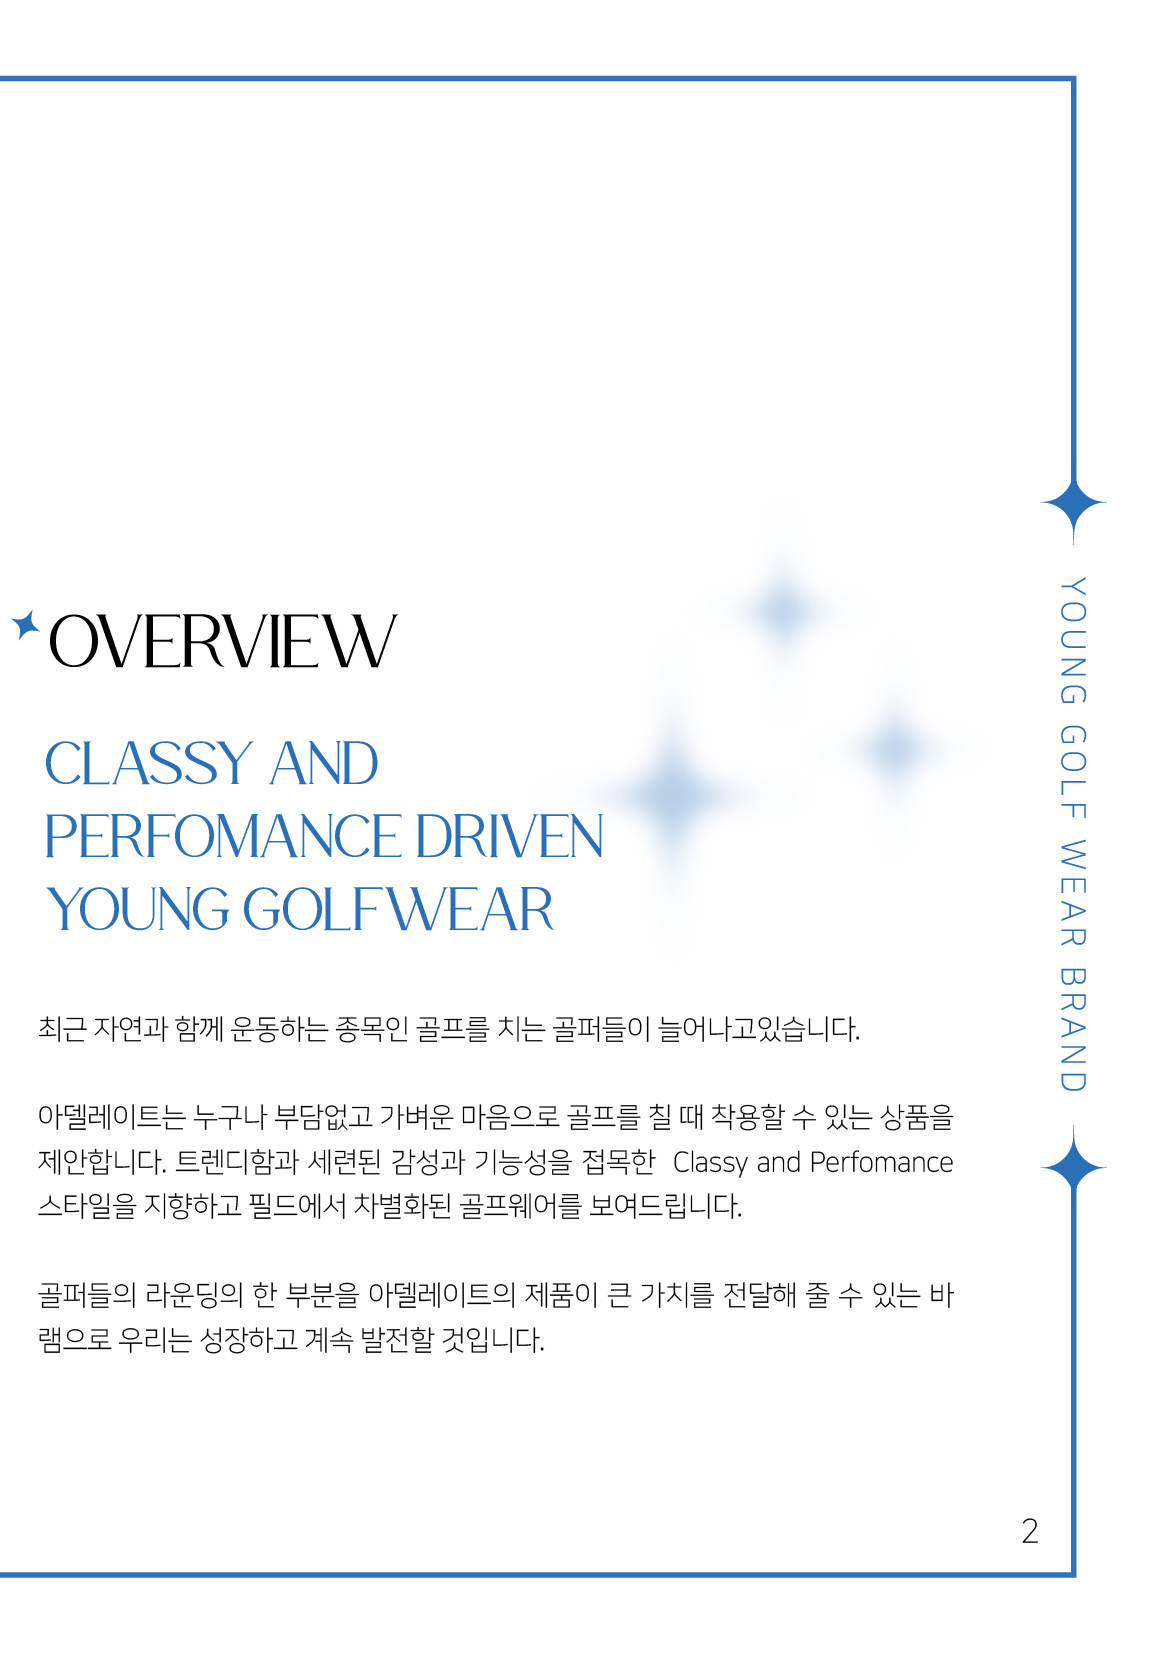 OVERVIEW
CLASSY AND
PERFOMANCE DRIVEN
YOUNG GOLFWEAR
최근 자연과 함께 운동하는 종목인 골프를 치는 골퍼들이 늘어나고있습니다.
아델레이트는 누구나 부담없고 가벼운 마음으로 골프를 칠 때 착용할 수 있는 상품을
제안합니다. 트렌디함과 세련된 감성과 기능성을 접목한 Classy and Perfomance
스타일을 지향하고 필드에서 차별화된 골프웨어를 보여드립니다.
골퍼들의 라운딩의 한 부분을 아델레이트의 제품이 큰 가치를 전달해 줄 수 있는 바
램으로 우리는 성장하고 계속 발전할 것입니다.
YOUNG GOLF WEAR BRAND
2